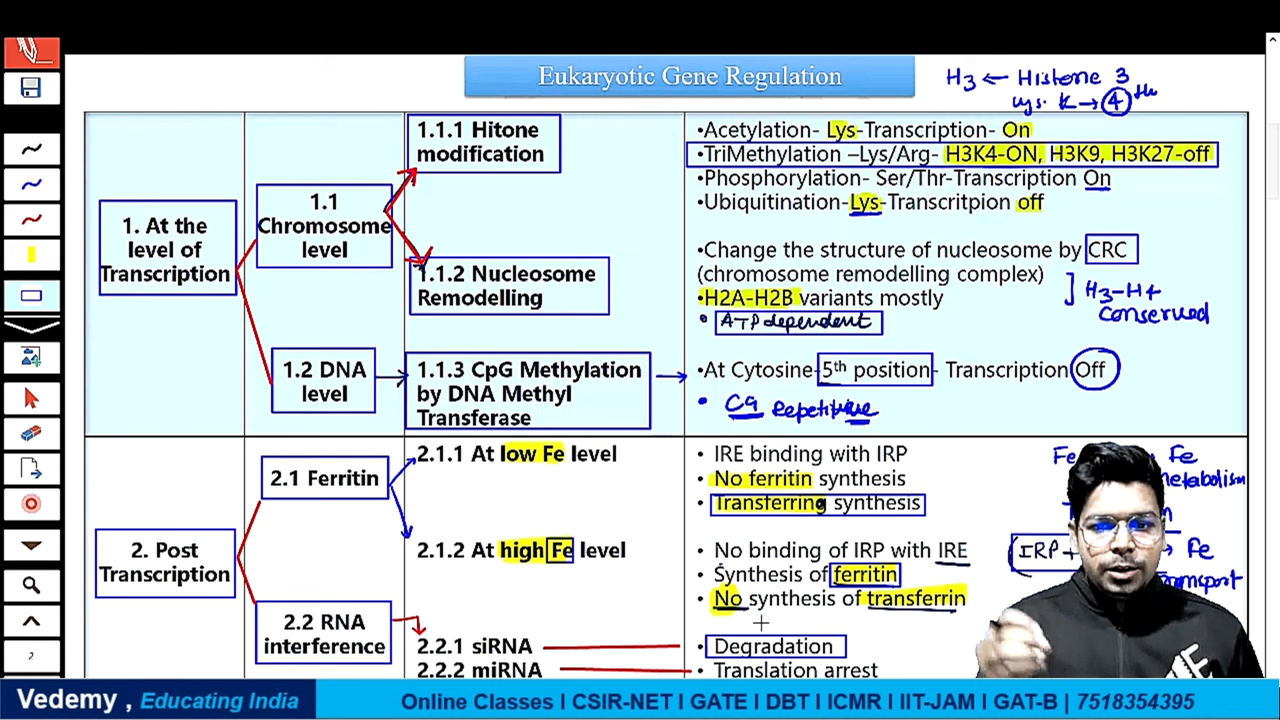 Eukaryotic Gene Regulation
H3 ← Histone 3
Lys. K → 4th
1. At the
level of
Transcription
1.1
Chromosome
level
1.1.1 Hitone
modification
•Acetylation- Lys-Transcription- On
•TriMethylation –Lys/Arg- H3K4-ON, H3K9, H3K27-off
•Phosphorylation- Ser/Thr-Transcription On
•Ubiquitination-Lys-Transcritpion off
1.1.2 Nucleosome
Remodelling
•Change the structure of nucleosome by CRC
(chromosome remodelling complex)
•H2A-H2B variants mostly
• ATP dependent
H3-H4
conserved
1.2 DNA
level
1.1.3 CpG Methylation
by DNA Methyl
Transferase
•At Cytosine-5th position- Transcription Off
• CG Repetitive
2. Post
Transcription
2.1 Ferritin
2.1.1 At low Fe level
• IRE binding with IRP
• No ferritin synthesis
• Transferring synthesis
Fe Fe
metabolism
2.1.2 At high Fe level
• No binding of IRP with IRE
• Synthesis of ferritin
• No synthesis of transferrin
IRP + → Fe
2.2 RNA
interference
2.2.1 siRNA
• Degradation
2.2.2 miRNA
• Translation arrest
Vedemy , Educating India
Online Classes I CSIR-NET I GATE I DBT I ICMR I IIT-JAM I GAT-B I 7518354395